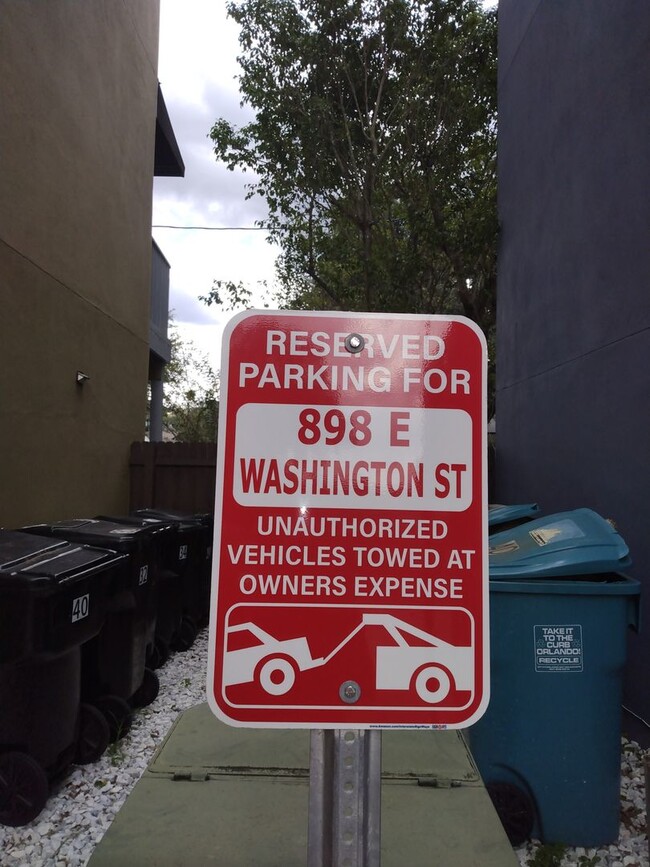 RESERVED
PARKING FOR
898 E
WASHINGTON ST
UNAUTHORIZED
VEHICLES TOWED AT
OWNERS EXPENSE
40
32
TAKE IT
TO THE
CURB
ORLANDO!
RECYCLE